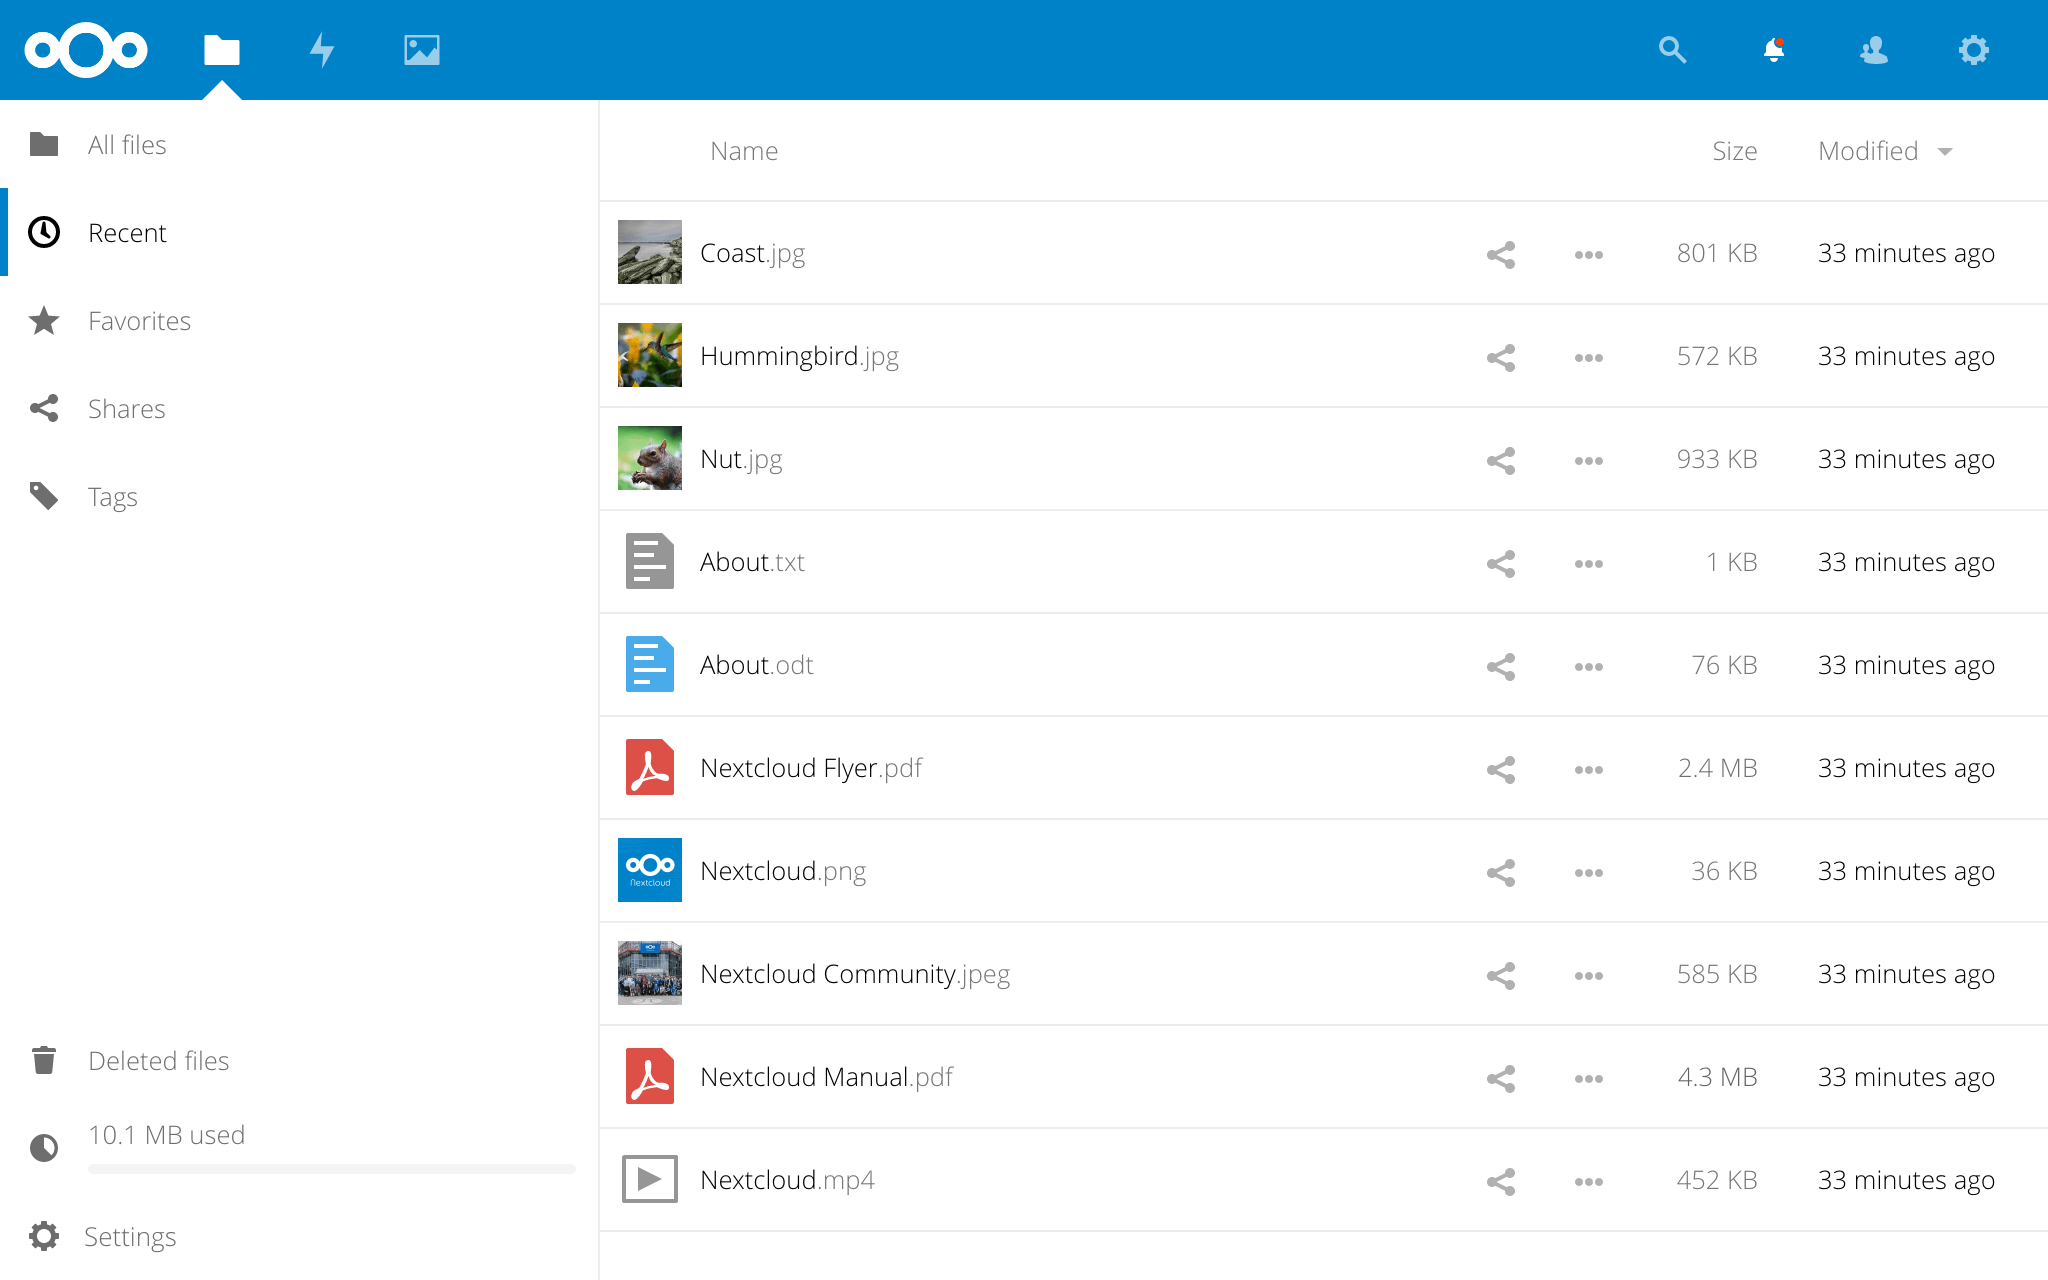 All files
Recent
Favorites
Shares
Tags
Deleted files
10.1 MB used
Settings
Name Size Modified
Coast.jpg 801 KB 33 minutes ago
Hummingbird.jpg 572 KB 33 minutes ago
Nut.jpg 933 KB 33 minutes ago
About.txt 1 KB 33 minutes ago
About.odt 76 KB 33 minutes ago
Nextcloud Flyer.pdf 2.4 MB 33 minutes ago
Nextcloud
Nextcloud.png 36 KB 33 minutes ago
Nextcloud Community.jpeg 585 KB 33 minutes ago
Nextcloud Manual.pdf 4.3 MB 33 minutes ago
Nextcloud.mp4 452 KB 33 minutes ago